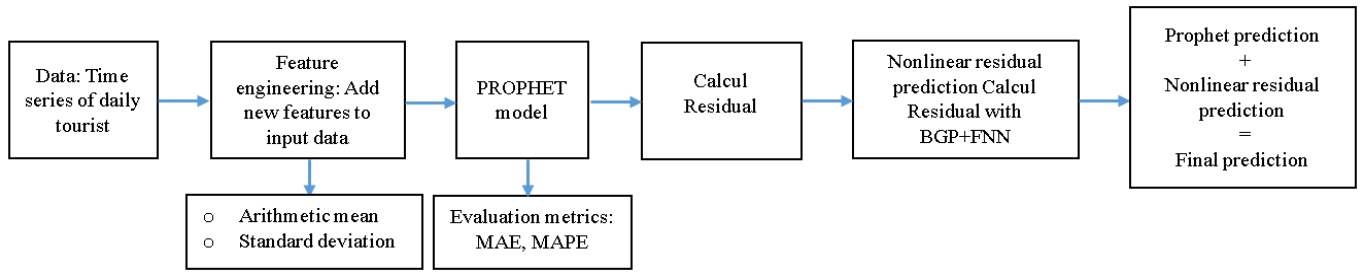 Data: Time
series of daily
tourist
Feature
engineering: Add
new features to
input data
PROPHET
model
Calcul
Residual
Nonlinear residual
prediction Calcul
Residual with
BGP+FNN
Prophet prediction
+
Nonlinear residual
prediction
=
Final prediction
o Arithmetic mean
o Standard deviation
Evaluation metrics:
MAE, MAPE